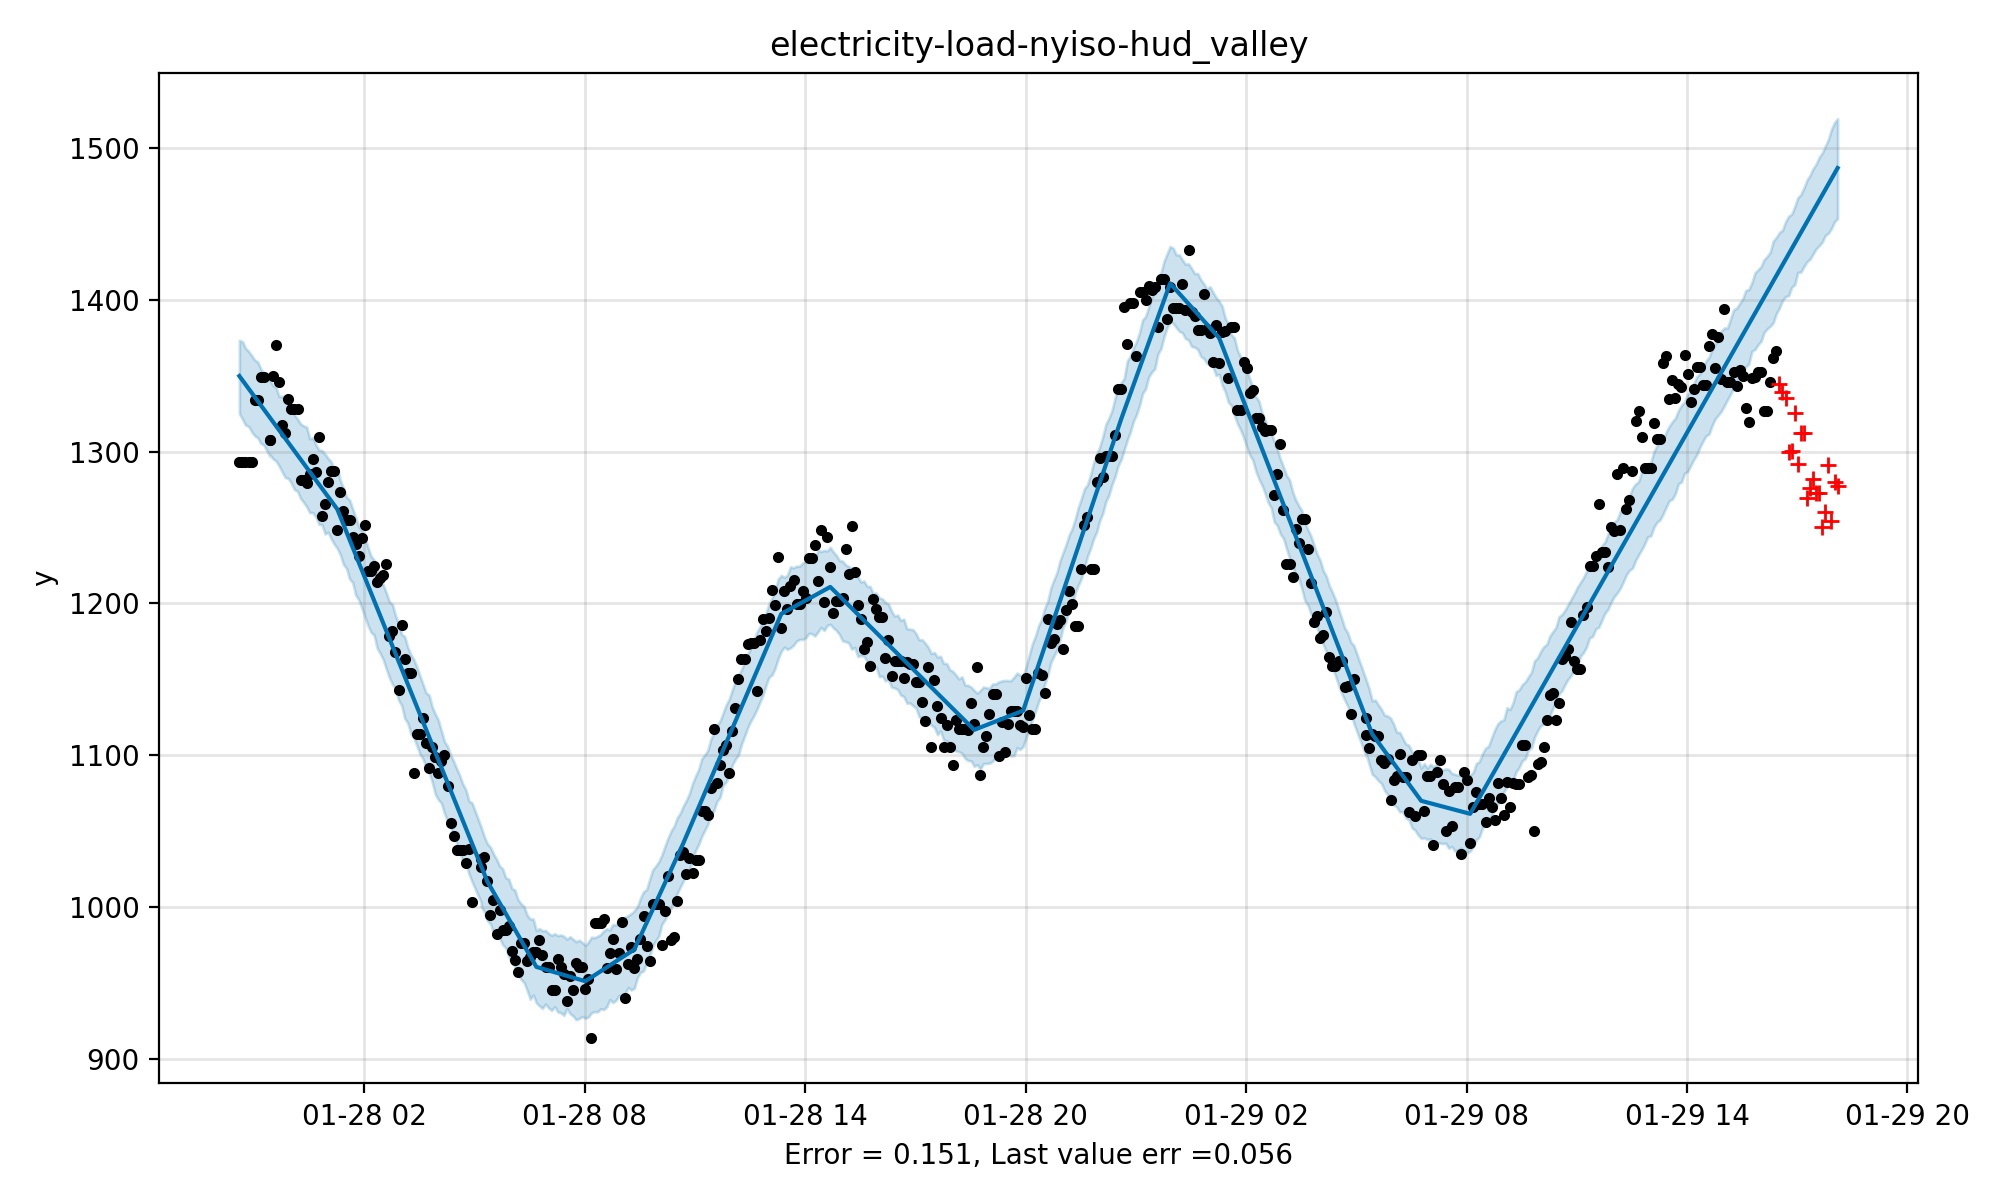 electricity-load-nyiso-hud_valley
1500
1400
1300
1200
1100
1000
900
y
01-28 02 01-28 08 01-28 14 01-28 20 01-29 02 01-29 08 01-29 14 01-29 20
Error = 0.151, Last value err =0.056